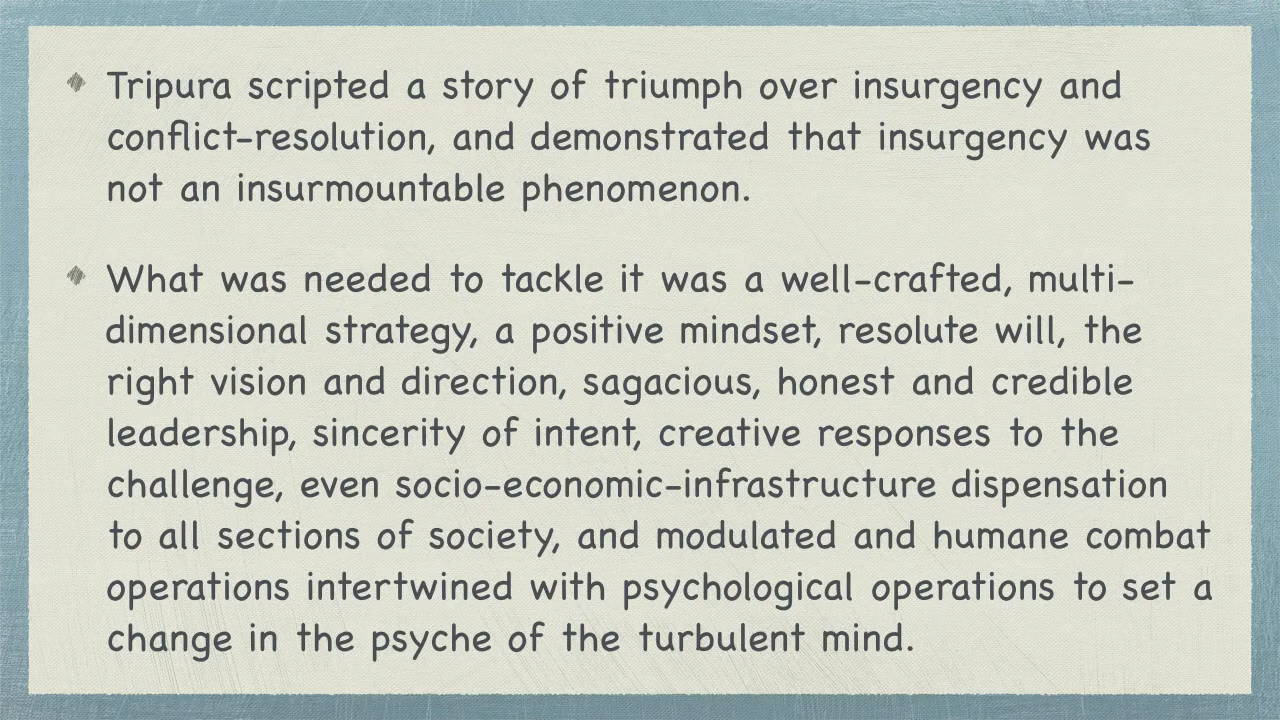 Tripura scripted a story of triumph over insurgency and
conflict-resolution, and demonstrated that insurgency was
not an insurmountable phenomenon.
What was needed to tackle it was a well-crafted, multi-
dimensional strategy, a positive mindset, resolute will, the
right vision and direction, sagacious, honest and credible
leadership, sincerity of intent, creative responses to the
challenge, even socio-economic-infrastructure dispensation
to all sections of society, and modulated and humane combat
operations intertwined with psychological operations to set a
change in the psyche of the turbulent mind.